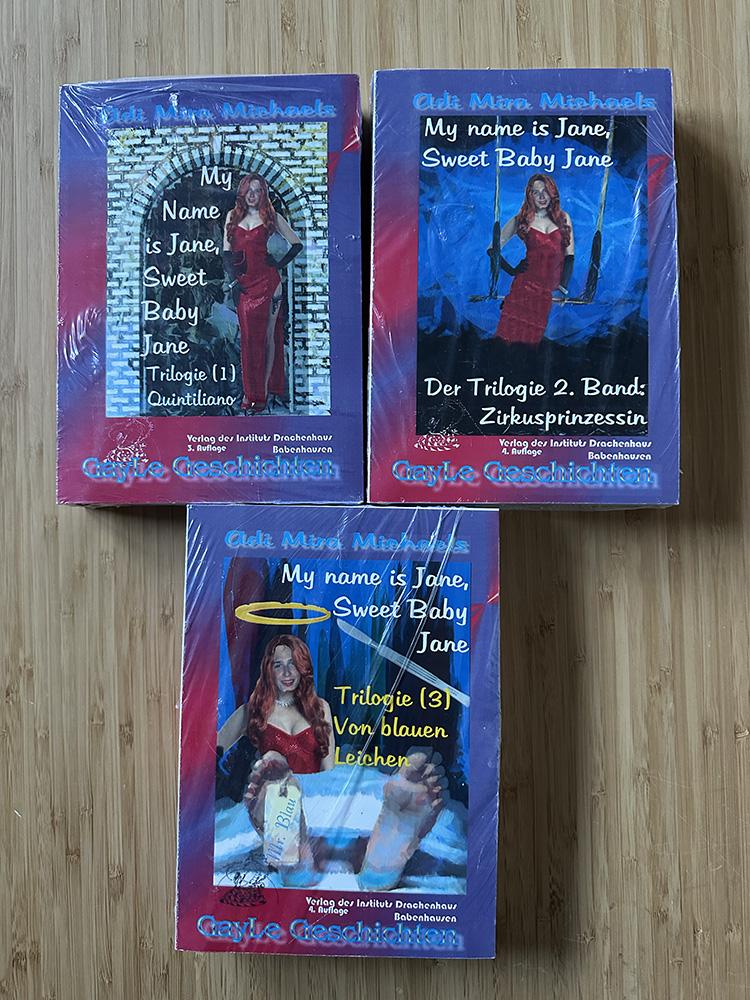 Adi Mira Michaels
My
Name
is Jane,
Sweet
Baby
Jane
Trilogie (1)
Quintiliano
Verlag des Instituts Drachenhaus
3. Auflage
Babenhausen
GayLe Geschichten
Adi Mira Michaels
My name is Jane,
Sweet Baby Jane
Der Trilogie 2. Band:
Zirkusprinzessin
Verlag des Instituts Drachenhaus
4. Auflage
Babenhausen
GayLe Geschichten
Adi Mira Michaels
My name is Jane,
Sweet Baby
Jane
Trilogie (3)
Von blauen
Leichen
Mr. Blau
Verlag des Instituts Drachenhaus
4. Auflage
Babenhausen
GayLe Geschichten